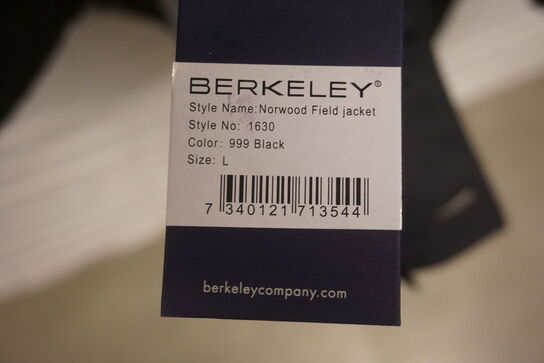 BERKELEY®
Style Name:Norwood Field jacket
Style No: 1630
Color: 999 Black
Size: L
7 340121 713544
berkeleycompany.com